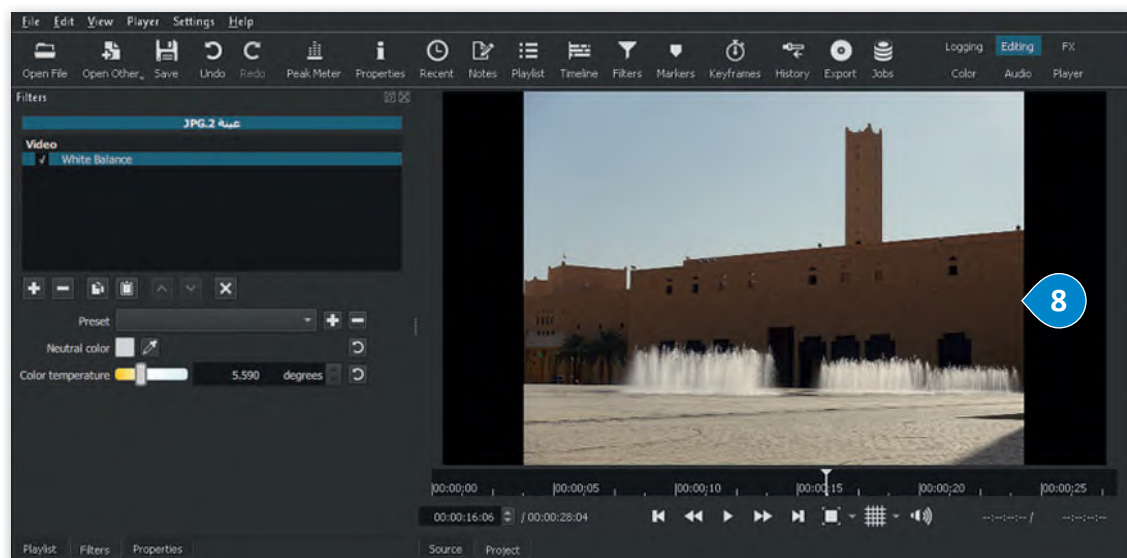 File Edit View Player Settings Help
Open File Open Other Save Undo Redo Peak Meter Properties Recent Notes Playlist Timeline Filters Markers Keyframes History Export Jobs
Logging Editing FX
Color Audio Player
Filters
عينة 2.JPG
Video
✓ White Balance
Preset
Neutral color
Color temperature 5.590 degrees
8
00:00;00 00:00;05 00:00;10 00:00;15 00:00;20 00:00;25
00:00:16:06 / 00:00:28:04 --:--:--:-- / --:--:--:--
Playlist Filters Properties Source Project